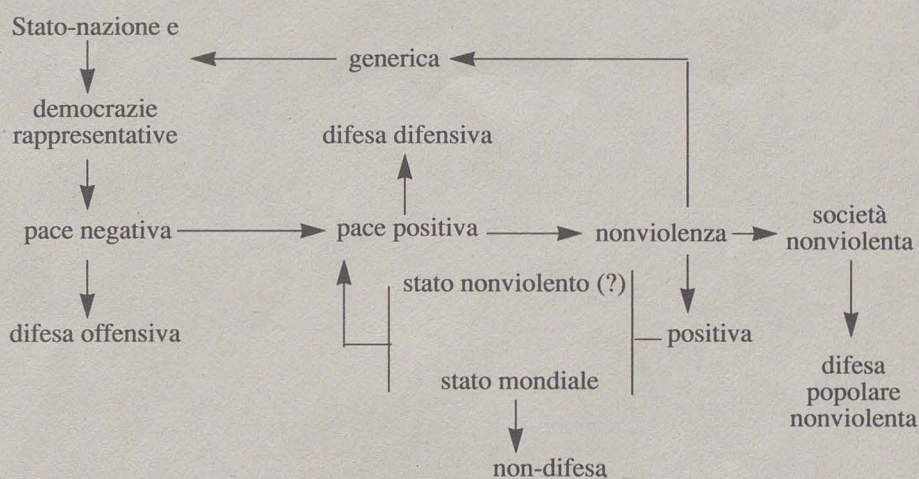 Stato-nazione e
generica
democrazie
rappresentative
difesa difensiva
pace negativa
pace positiva
nonviolenza
società
nonviolenta
stato nonviolento (?)
difesa offensiva
positiva
stato mondiale
difesa
popolare
nonviolenta
non-difesa